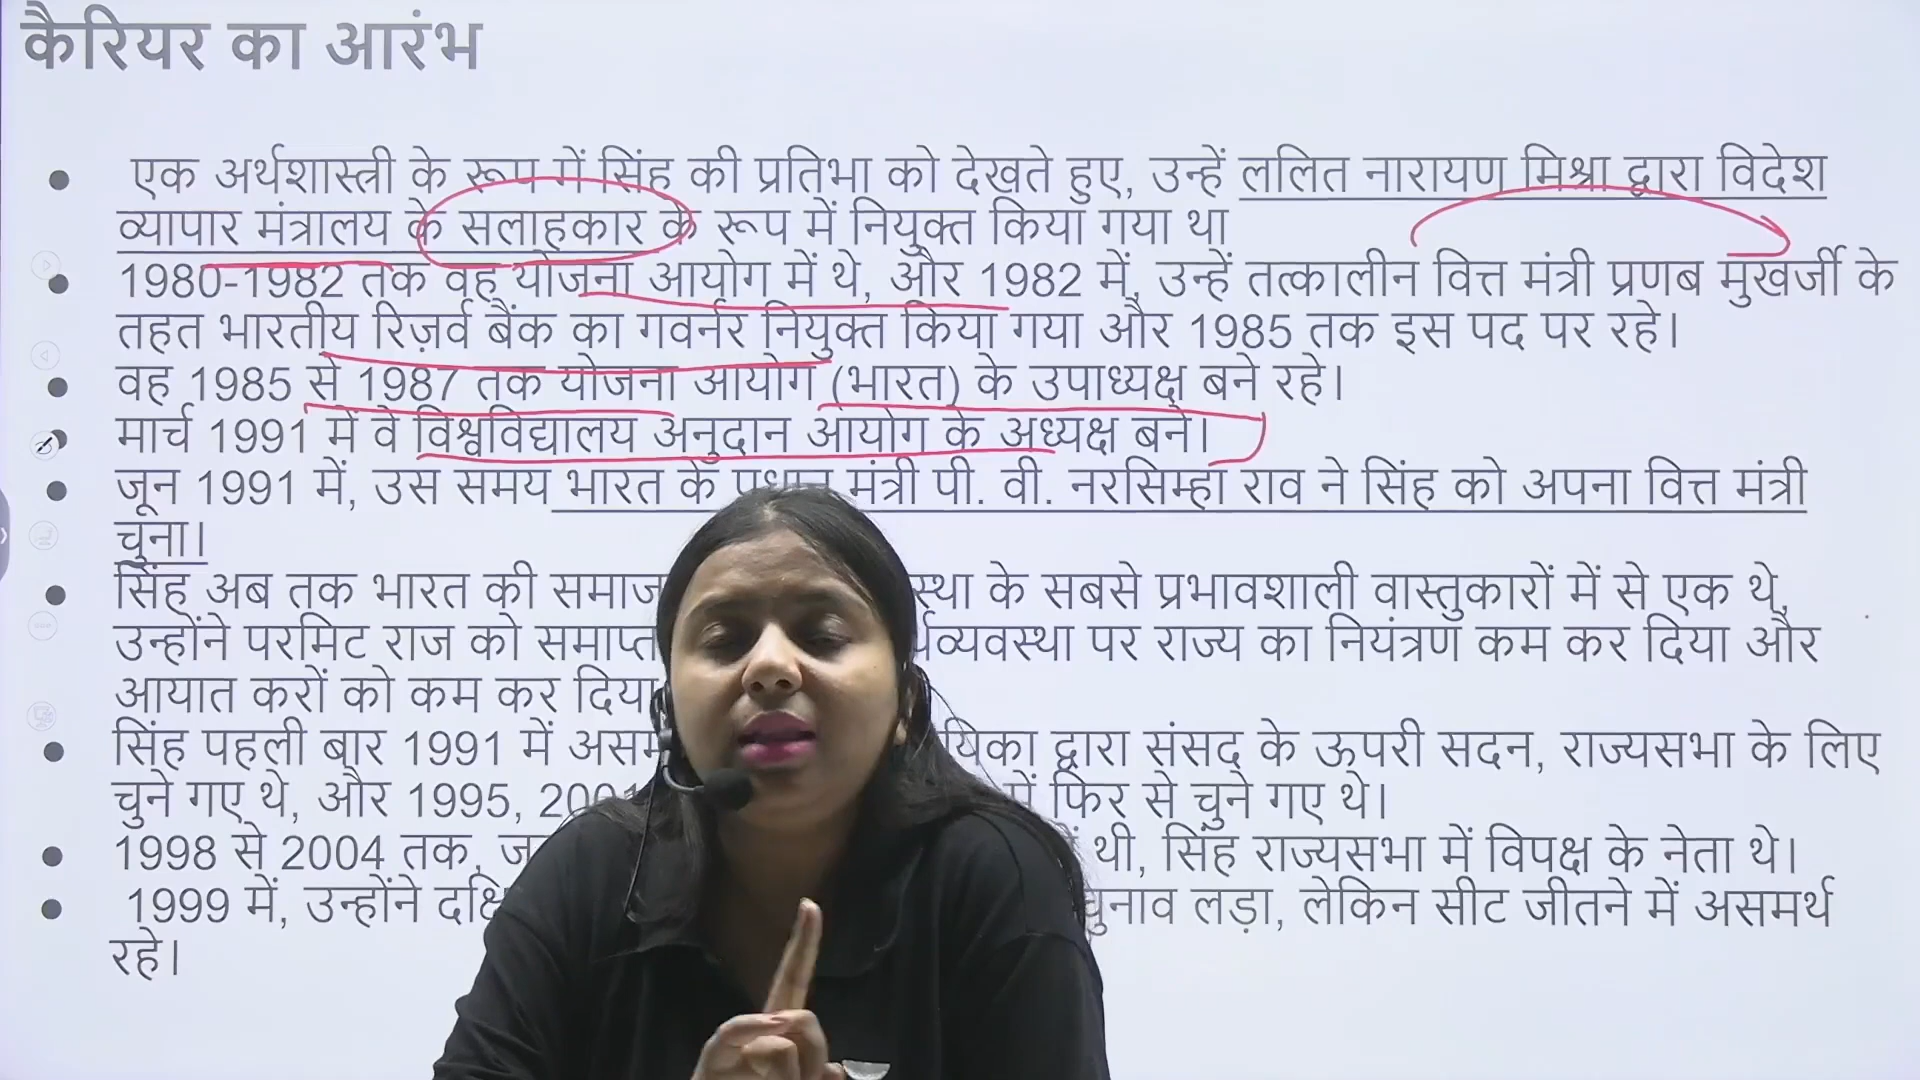 कैरियर का आरंभ
एक अर्थशास्त्री के रूप में सिंह की प्रतिभा को देखते हुए, उन्हें ललित नारायण मिश्रा द्वारा विदेश
व्यापार मंत्रालय के सलाहकार के रूप में नियुक्त किया गया था
1980-1982 तक वह योजना आयोग में थे, और 1982 में, उन्हें तत्कालीन वित्त मंत्री प्रणब मुखर्जी के
तहत भारतीय रिज़र्व बैंक का गवर्नर नियुक्त किया गया और 1985 तक इस पद पर रहे।
वह 1985 से 1987 तक योजना आयोग (भारत) के उपाध्यक्ष बने रहे।
मार्च 1991 में वे विश्वविद्यालय अनुदान आयोग के अध्यक्ष बने।
जून 1991 में, उस समय भारत के प्रधान मंत्री पी. वी. नरसिम्हा राव ने सिंह को अपना वित्त मंत्री
चुना।
सिंह अब तक भारत की के सबसे प्रभावशाली वास्तुकारों में से एक थे,
उन्होंने परमिट राज को समाप्त पर राज्य का नियंत्रण कम कर दिया और
आयात करों को कम कर दिया
सिंह पहली बार 1991 में द्वारा संसद के ऊपरी सदन, राज्यसभा के लिए
चुने गए थे, और 1995, में फिर से चुने गए थे।
1998 से 2004 तक, थी, सिंह राज्यसभा में विपक्ष के नेता थे।
1999 में, उन्होंने चुनाव लड़ा, लेकिन सीट जीतने में असमर्थ
रहे।